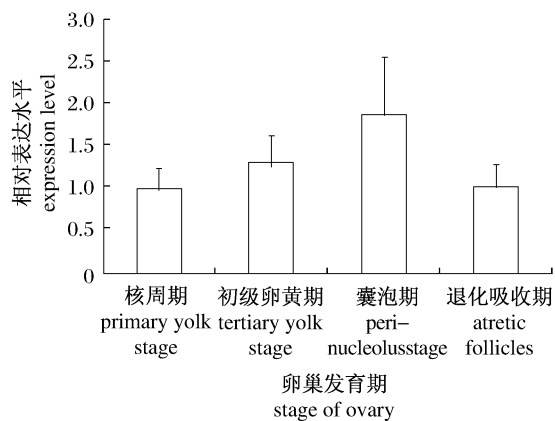 相对表达水平
expression level
3.0
2.5
2.0
1.5
1.0
0.5
0
核周期 初级卵黄期 囊泡期 退化吸收期
primary yolk tertiary yolk peri- atretic
stage stage nucleolusstage follicles
卵巢发育期
stage of ovary